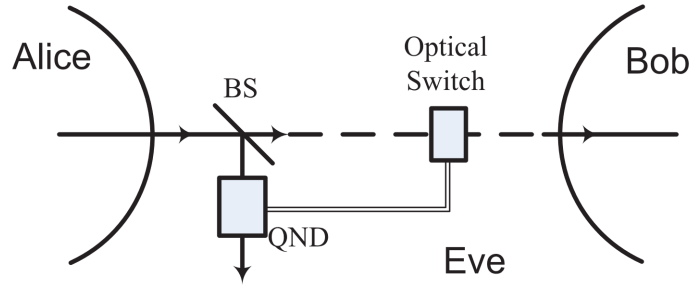 Alice
BS
Optical
Switch
Bob
QND
Eve